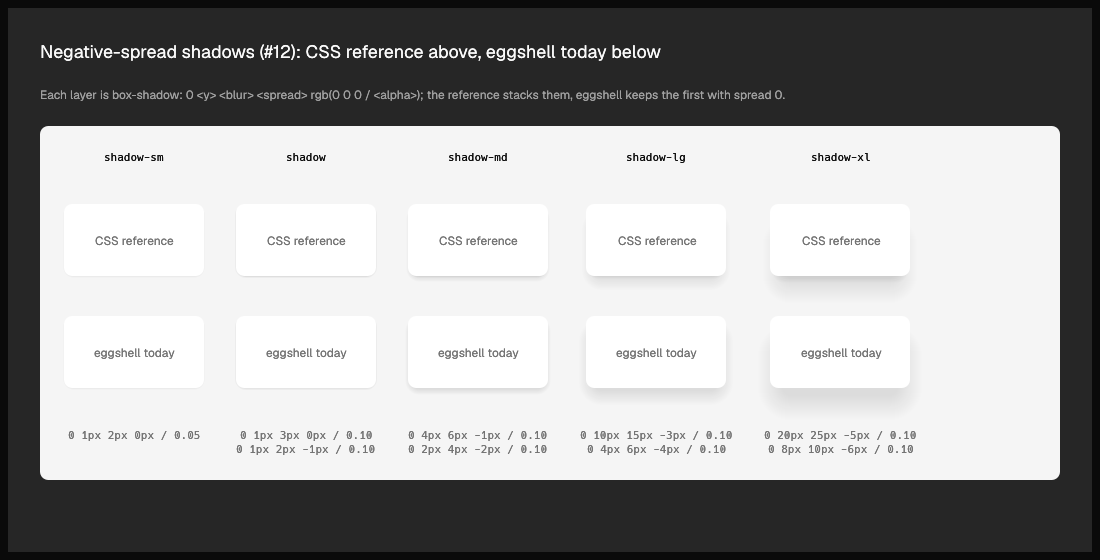 Negative-spread shadows (#12): CSS reference above, eggshell today below
Each layer is box-shadow: 0 <y> <blur> <spread> rgb(0 0 0 / <alpha>); the reference stacks them, eggshell keeps the first with spread 0.
shadow-sm shadow shadow-md shadow-lg shadow-xl
CSS reference CSS reference CSS reference CSS reference CSS reference
eggshell today eggshell today eggshell today eggshell today eggshell today
0 1px 2px 0px / 0.05 0 1px 3px 0px / 0.10 0 4px 6px -1px / 0.10 0 10px 15px -3px / 0.10 0 20px 25px -5px / 0.10
0 1px 2px -1px / 0.10 0 2px 4px -2px / 0.10 0 4px 6px -4px / 0.10 0 8px 10px -6px / 0.10